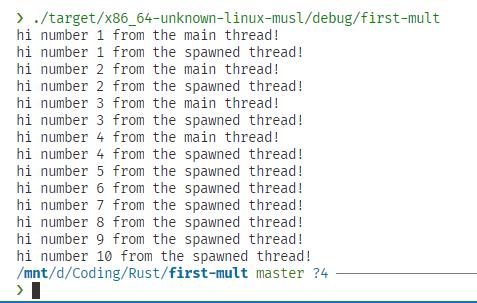 ❯ ./target/x86_64-unknown-linux-musl/debug/first-mult
hi number 1 from the main thread!
hi number 1 from the spawned thread!
hi number 2 from the main thread!
hi number 2 from the spawned thread!
hi number 3 from the main thread!
hi number 3 from the spawned thread!
hi number 4 from the main thread!
hi number 4 from the spawned thread!
hi number 5 from the spawned thread!
hi number 6 from the spawned thread!
hi number 7 from the spawned thread!
hi number 8 from the spawned thread!
hi number 9 from the spawned thread!
hi number 10 from the spawned thread!
/mnt/d/Coding/Rust/first-mult master ?4
❯